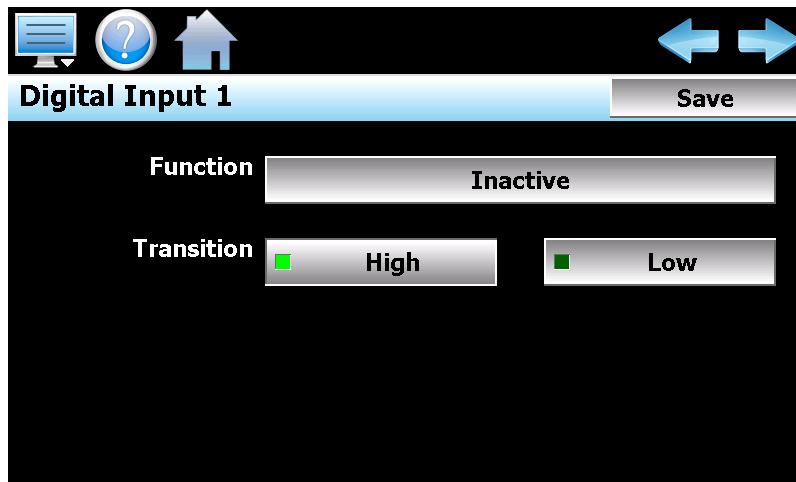 ?
Digital Input 1 Save
Function Inactive
Transition High Low